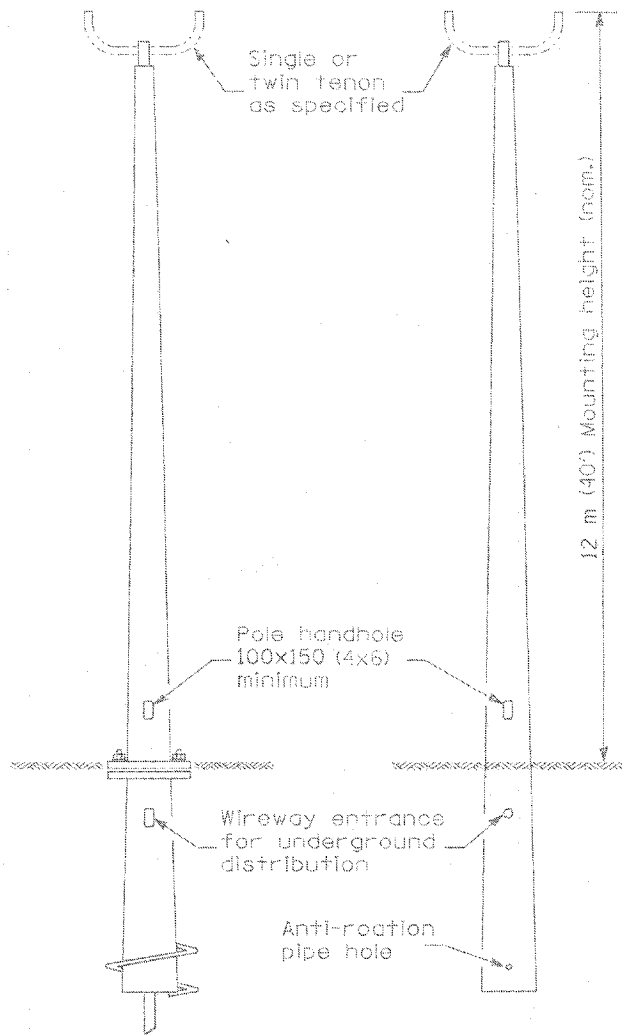 Single or
twin tenon
as specified
12 m (40') Mounting height (nom.)
Pole handhole
100x150 (4x6)
minimum
Wireway entrance
for underground
distribution
Anti-roation
pipe hole